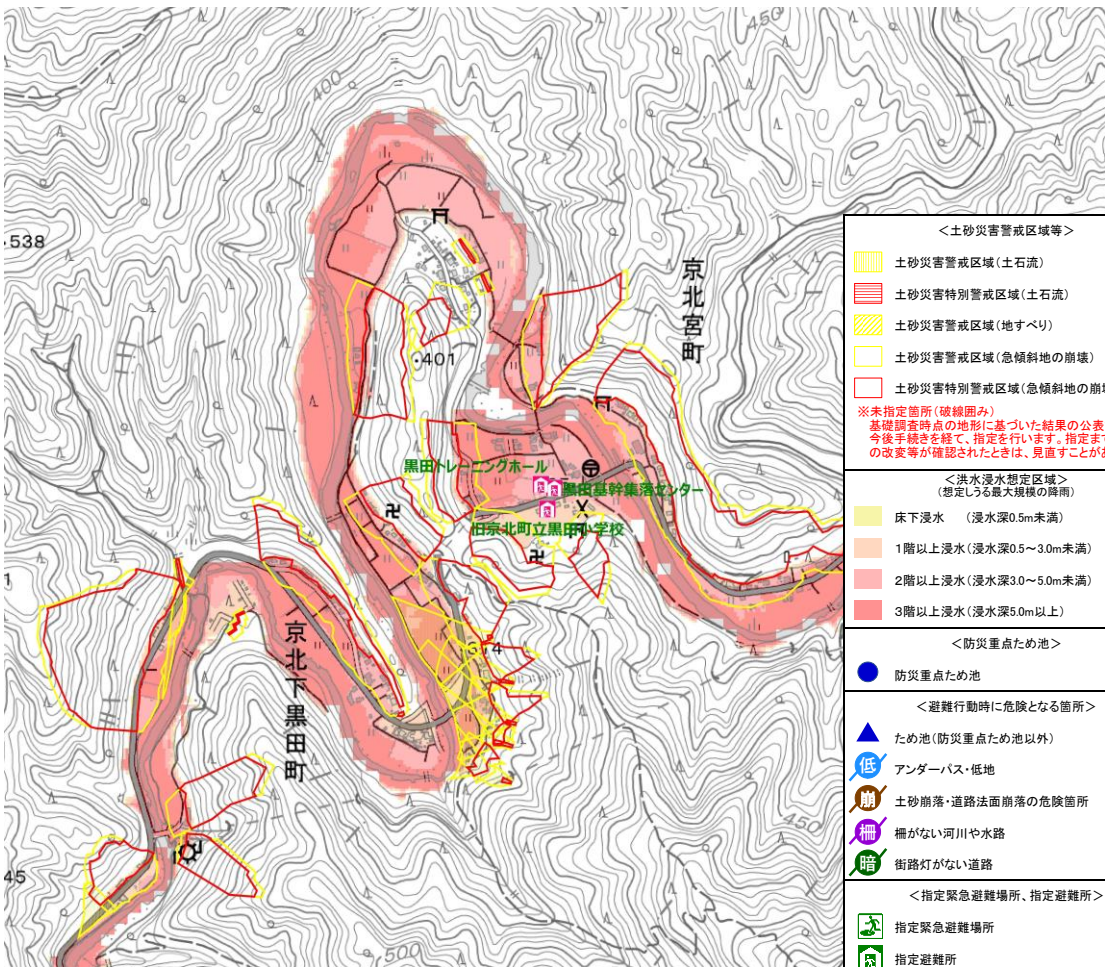 450
400
538
京北宮町
401
黒田トレーニングホール
黒田基幹集落センター
旧京北町立黒田小学校
京北下黒田町
450
500
45
<土砂災害警戒区域等>
土砂災害警戒区域(土石流)
土砂災害特別警戒区域(土石流)
土砂災害警戒区域(地すべり)
土砂災害警戒区域(急傾斜地の崩壊)
土砂災害特別警戒区域(急傾斜地の崩
※未指定箇所(破線囲み)
基礎調査時点の地形に基づいた結果の公表
今後手続きを経て、指定を行います。指定ま
の改変等が確認されたときは、見直すことが
<洪水浸水想定区域>
(想定しうる最大規模の降雨)
床下浸水 (浸水深0.5m未満)
1階以上浸水(浸水深0.5~3.0m未満)
2階以上浸水(浸水深3.0~5.0m未満)
3階以上浸水(浸水深5.0m以上)
<防災重点ため池>
防災重点ため池
<避難行動時に危険となる箇所>
ため池(防災重点ため池以外)
低 アンダーパス・低地
崩 土砂崩落・道路法面崩落の危険箇所
柵 柵がない河川や水路
暗 街路灯がない道路
<指定緊急避難場所、指定避難所>
指定緊急避難場所
指定避難所